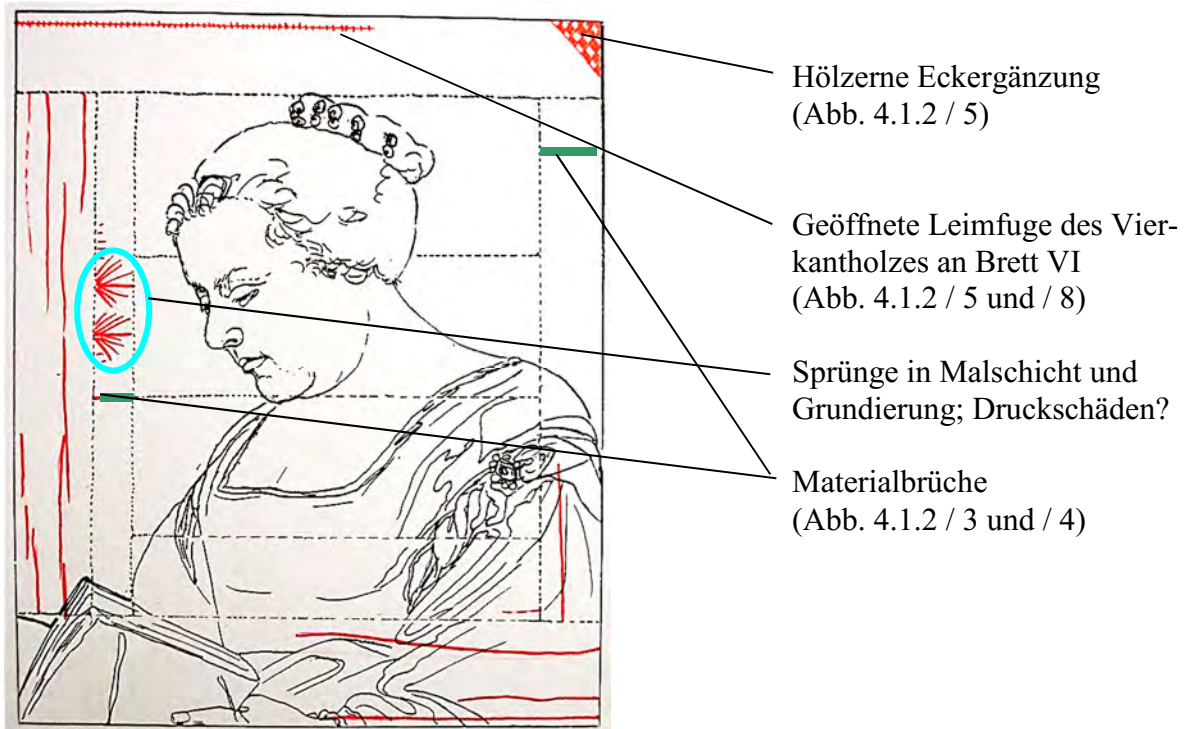 Hölzerne Eckergänzung
(Abb. 4.1.2 / 5)
Geöffnete Leimfuge des Vier-
kantholzes an Brett VI
(Abb. 4.1.2 / 5 und / 8)
Sprünge in Malschicht und
Grundierung; Druckschäden?
Materialbrüche
(Abb. 4.1.2 / 3 und / 4)